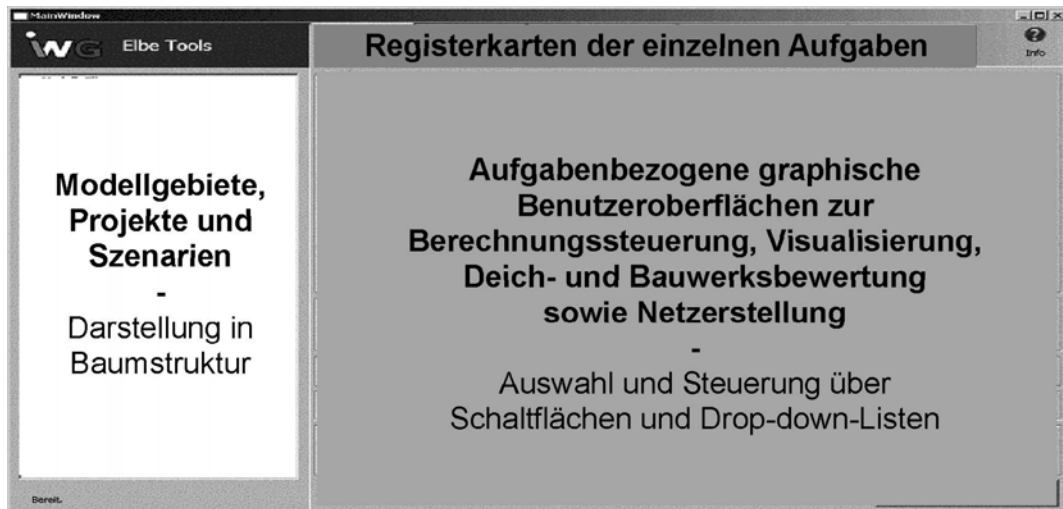 MainWindow
iWG Elbe Tools
Registerkarten der einzelnen Aufgaben
Info
Modellgebiete,
Projekte und
Szenarien
-
Darstellung in
Baumstruktur
Aufgabenbezogene graphische
Benutzeroberflächen zur
Berechnungssteuerung, Visualisierung,
Deich- und Bauwerksbewertung
sowie Netzerstellung
-
Auswahl und Steuerung über
Schaltflächen und Drop-down-Listen
Bereit.